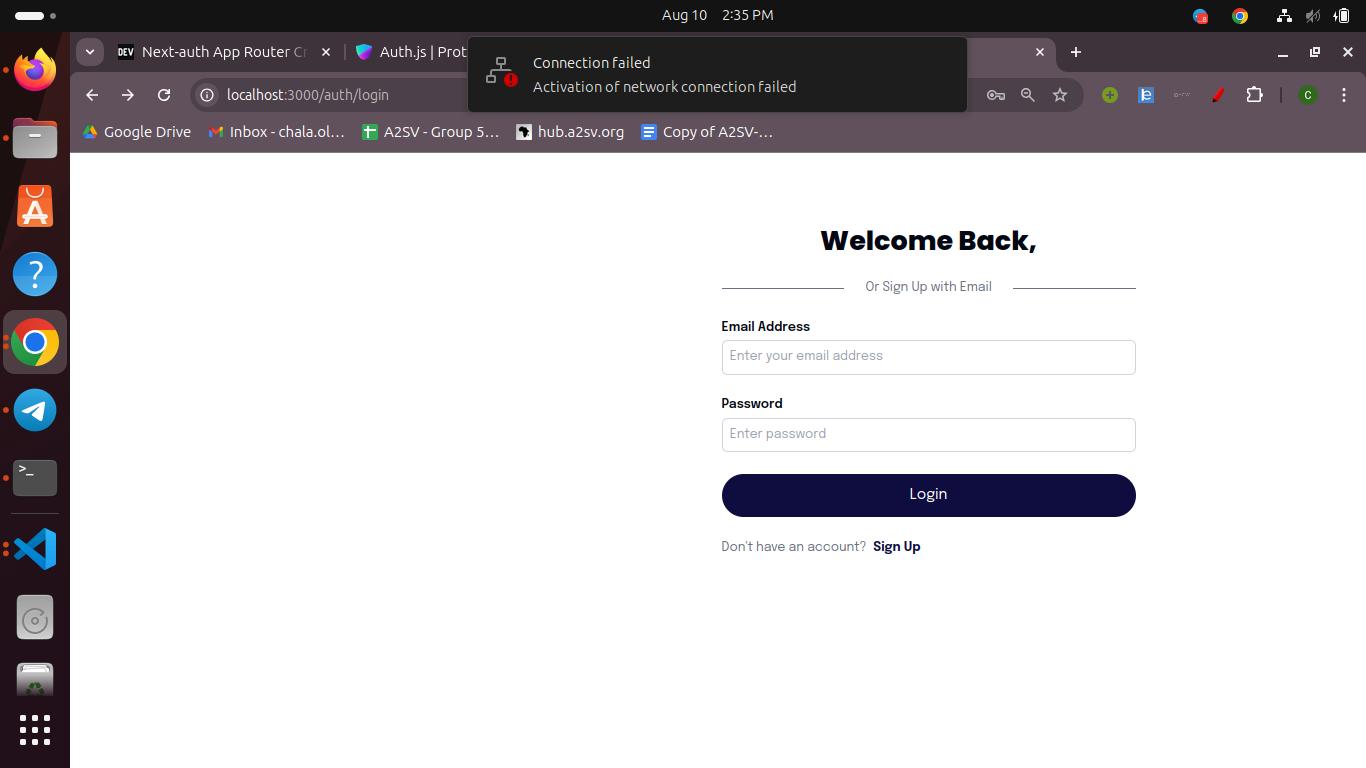 Aug 10 2:35 PM
DEV Next-auth App Router Cr
Auth.js | Prot
Connection failed
Activation of network connection failed
localhost:3000/auth/login
C
Google Drive
Inbox - chala.ol...
A2SV - Group 5...
hub.a2sv.org
Copy of A2SV-...
Welcome Back,
Or Sign Up with Email
Email Address
Enter your email address
Password
Enter password
Login
Don't have an account? Sign Up